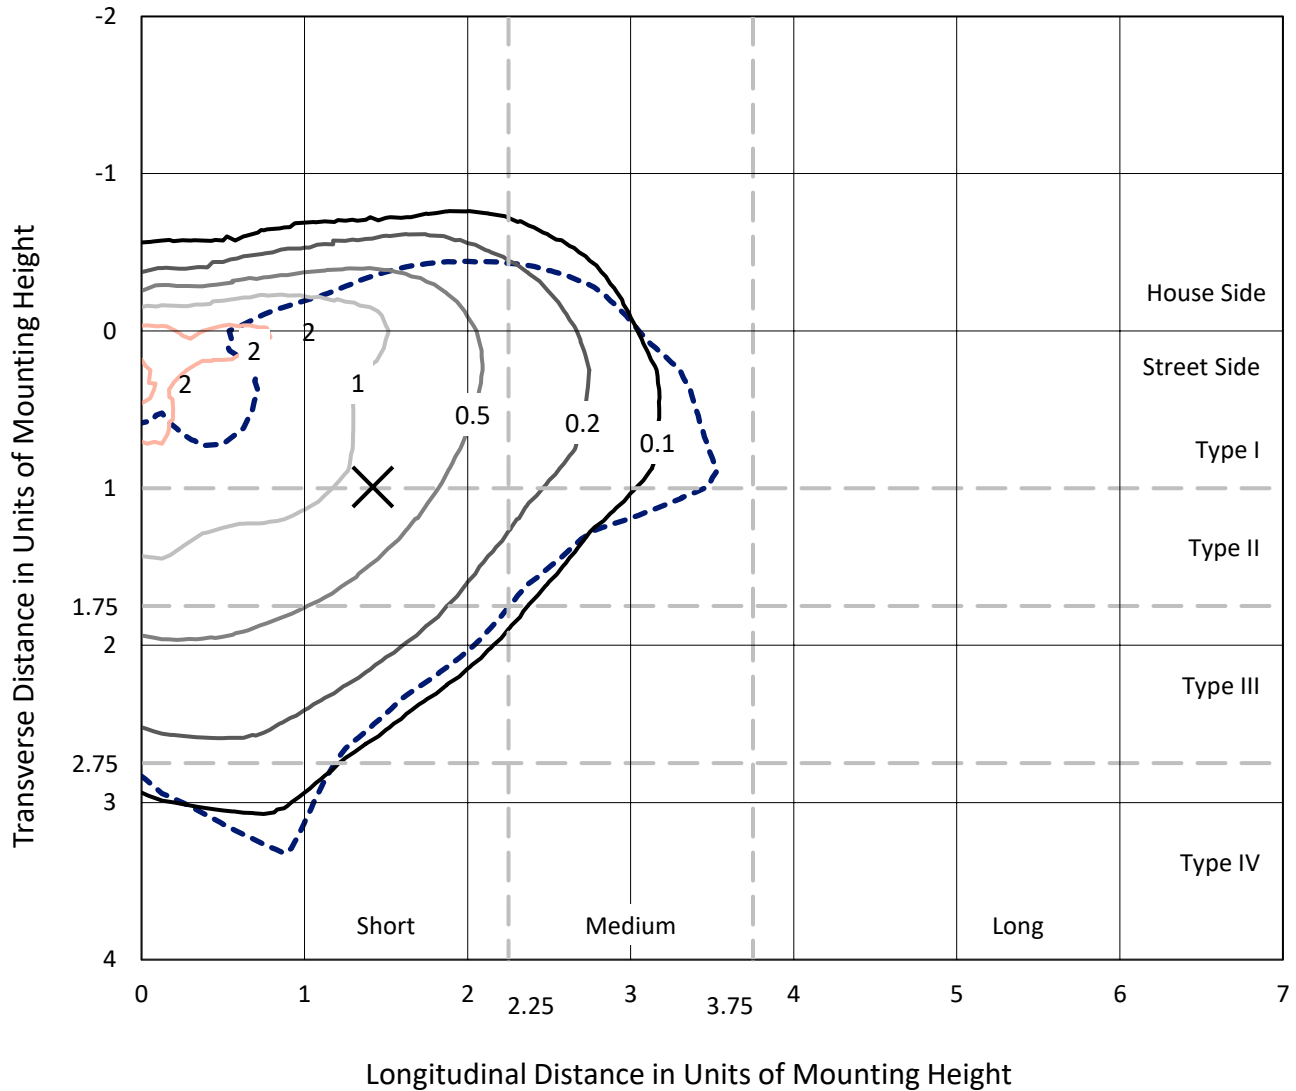 -2
-1
0
1
1.75
2
2.75
3
4
Transverse Distance in Units of Mounting Height
House Side
Street Side
Type I
Type II
Type III
Type IV
2
2
2
1
0.5
0.2
0.1
Short
Medium
Long
0
1
2
2.25
3
3.75
4
5
6
7
Longitudinal Distance in Units of Mounting Height